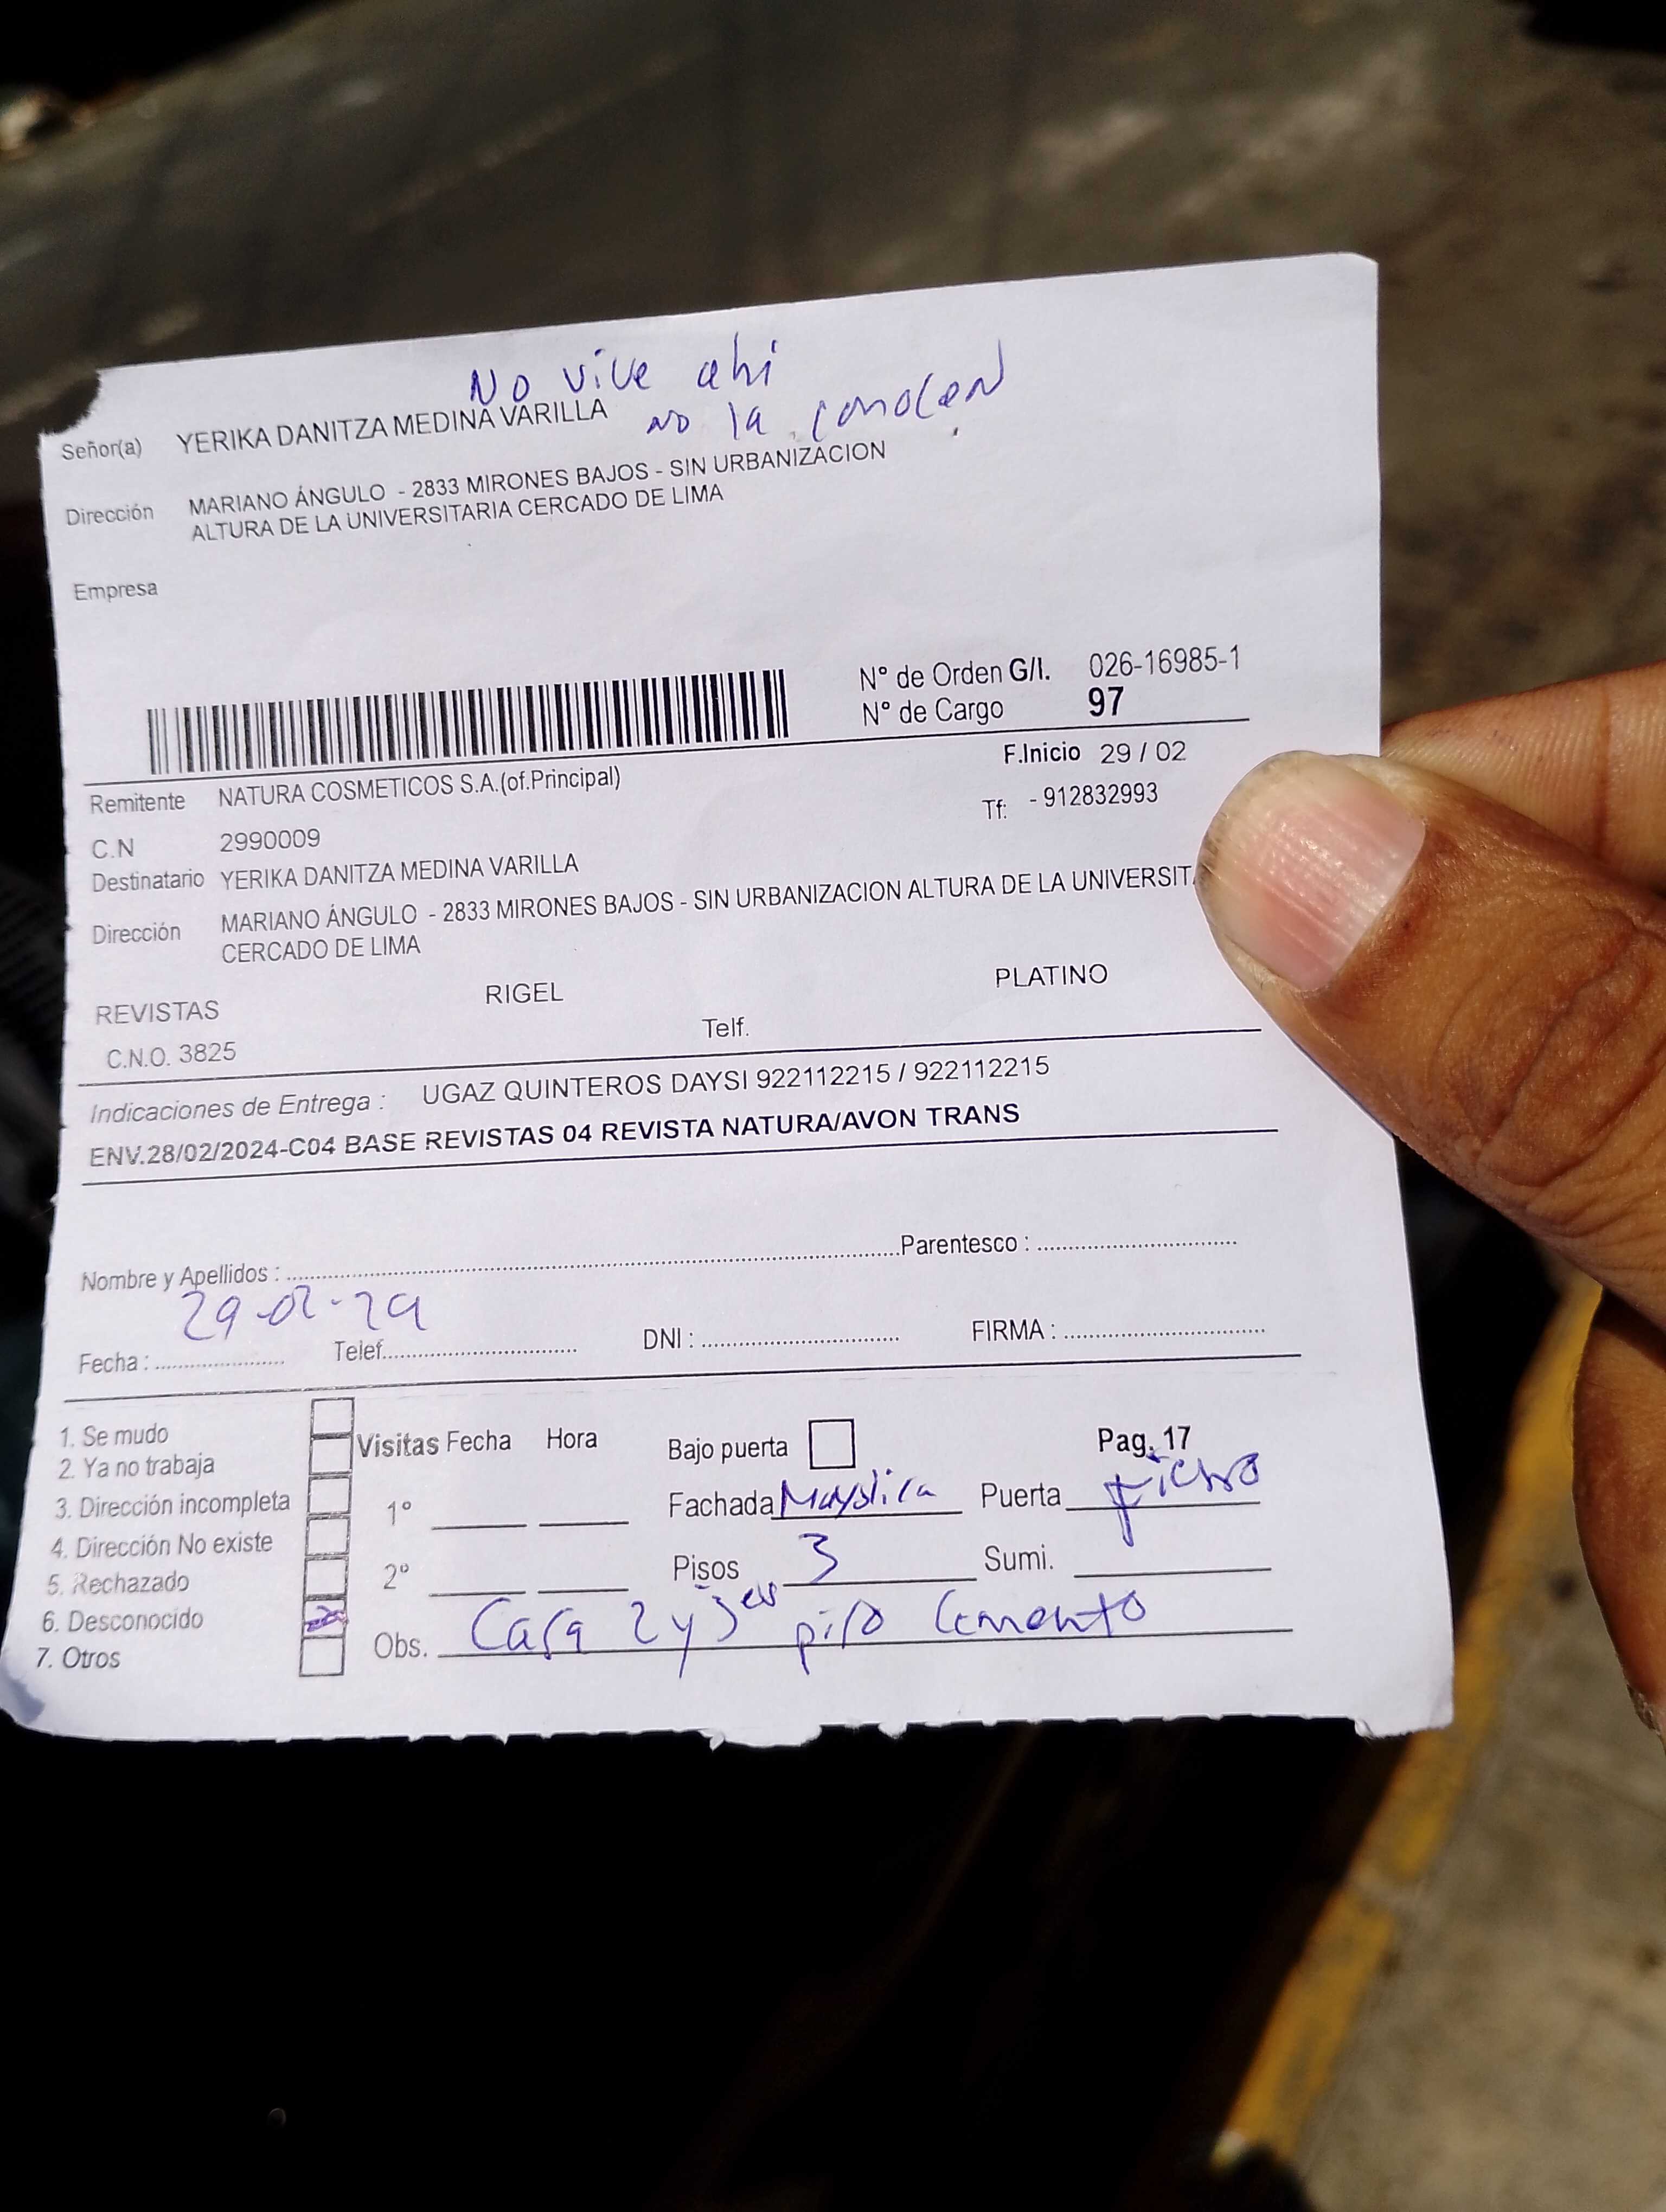 No vive ahi
Señor(a) YERIKA DANITZA MEDINA VARILLA no la conocen
Dirección MARIANO ÁNGULO - 2833 MIRONES BAJOS - SIN URBANIZACION
ALTURA DE LA UNIVERSITARIA CERCADO DE LIMA
Empresa
N° de Orden G/I. 026-16985-1
N° de Cargo 97
F.Inicio 29 / 02
Remitente NATURA COSMETICOS S.A.(of.Principal)
Tf: - 912832993
C.N 2990009
Destinatario YERIKA DANITZA MEDINA VARILLA
Dirección MARIANO ÁNGULO - 2833 MIRONES BAJOS - SIN URBANIZACION ALTURA DE LA UNIVERSIT
CERCADO DE LIMA
REVISTAS RIGEL PLATINO
C.N.O. 3825 Telf.
Indicaciones de Entrega : UGAZ QUINTEROS DAYSI 922112215 / 922112215
ENV.28/02/2024-C04 BASE REVISTAS 04 REVISTA NATURA/AVON TRANS
Nombre y Apellidos : Parentesco :
29-02-24
Fecha : Telef. DNI : FIRMA :
1. Se mudo
2. Ya no trabaja
3. Dirección incompleta
4. Dirección No existe
5. Rechazado
6. Desconocido
7. Otros
Visitas Fecha Hora Bajo puerta Pag. 17
1° Fachada Mayolica Puerta fierro
2° Pisos 3 Sumi.
Obs. Casa 2 y 3er piso Cemento